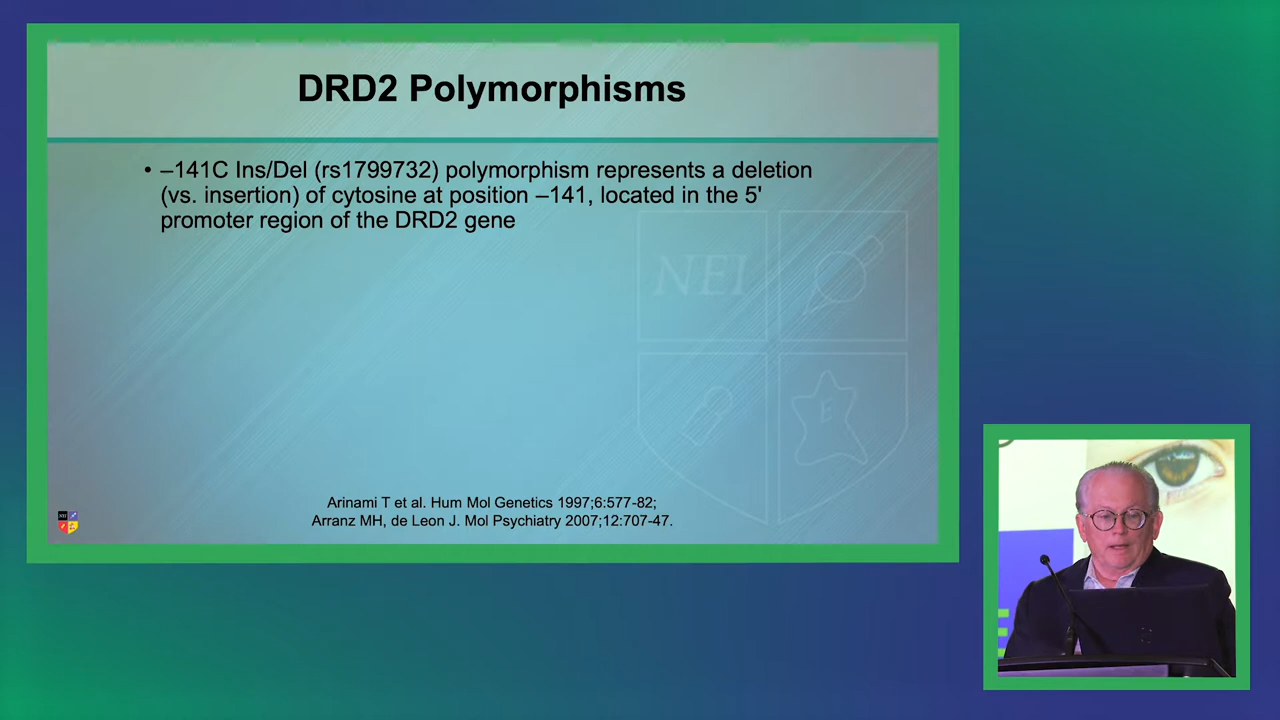 DRD2 Polymorphisms
• –141C Ins/Del (rs1799732) polymorphism represents a deletion
(vs. insertion) of cytosine at position –141, located in the 5'
promoter region of the DRD2 gene
NEI
E
Arinami T et al. Hum Mol Genetics 1997;6:577-82;
Arranz MH, de Leon J. Mol Psychiatry 2007;12:707-47.
NEI